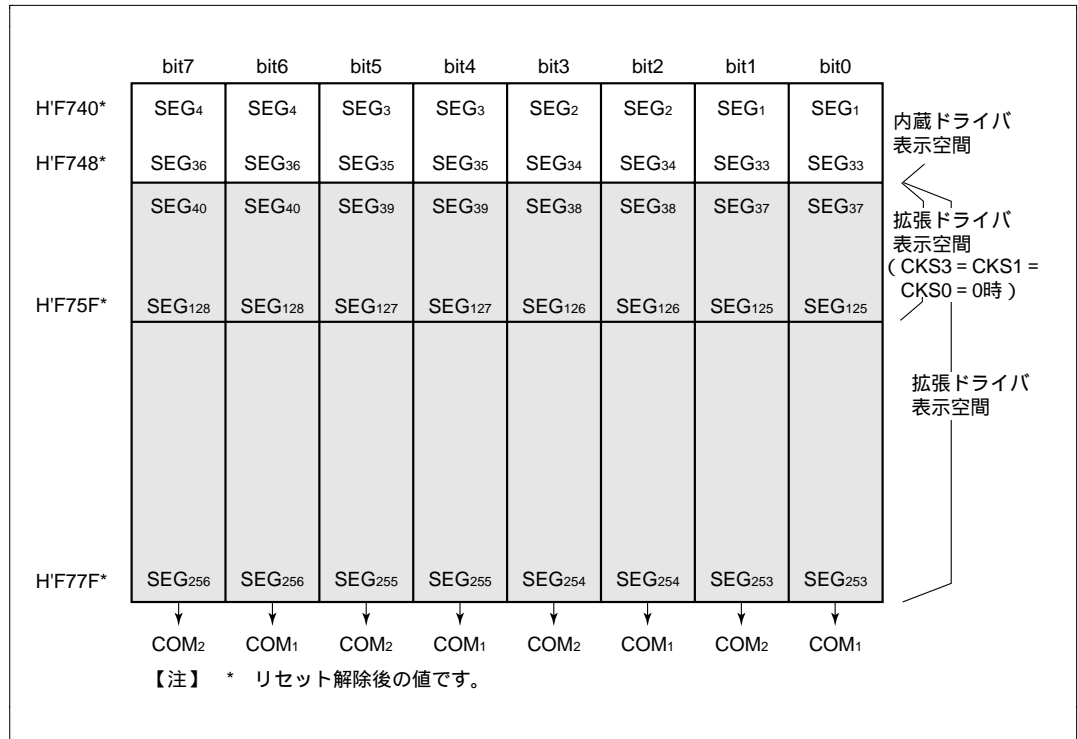 bit7 bit6 bit5 bit4 bit3 bit2 bit1 bit0
H'F740* SEG4 SEG4 SEG3 SEG3 SEG2 SEG2 SEG1 SEG1
内蔵ドライバ
表示空間
H'F748* SEG36 SEG36 SEG35 SEG35 SEG34 SEG34 SEG33 SEG33
SEG40 SEG40 SEG39 SEG39 SEG38 SEG38 SEG37 SEG37
拡張ドライバ
表示空間
(CKS3 = CKS1 =
CKS0 = 0時)
H'F75F* SEG128 SEG128 SEG127 SEG127 SEG126 SEG126 SEG125 SEG125
拡張ドライバ
表示空間
H'F77F* SEG256 SEG256 SEG255 SEG255 SEG254 SEG254 SEG253 SEG253
COM2 COM1 COM2 COM1 COM2 COM1 COM2 COM1
【注】 * リセット解除後の値です。